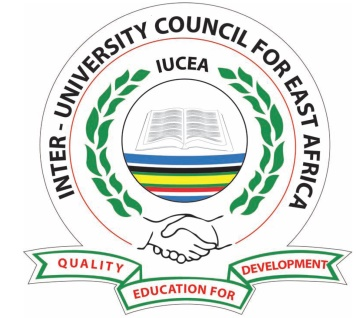 INTER - UNIVERSITY COUNCIL FOR EAST AFRICA
IUCEA
QUALITY
EDUCATION FOR
DEVELOPMENT